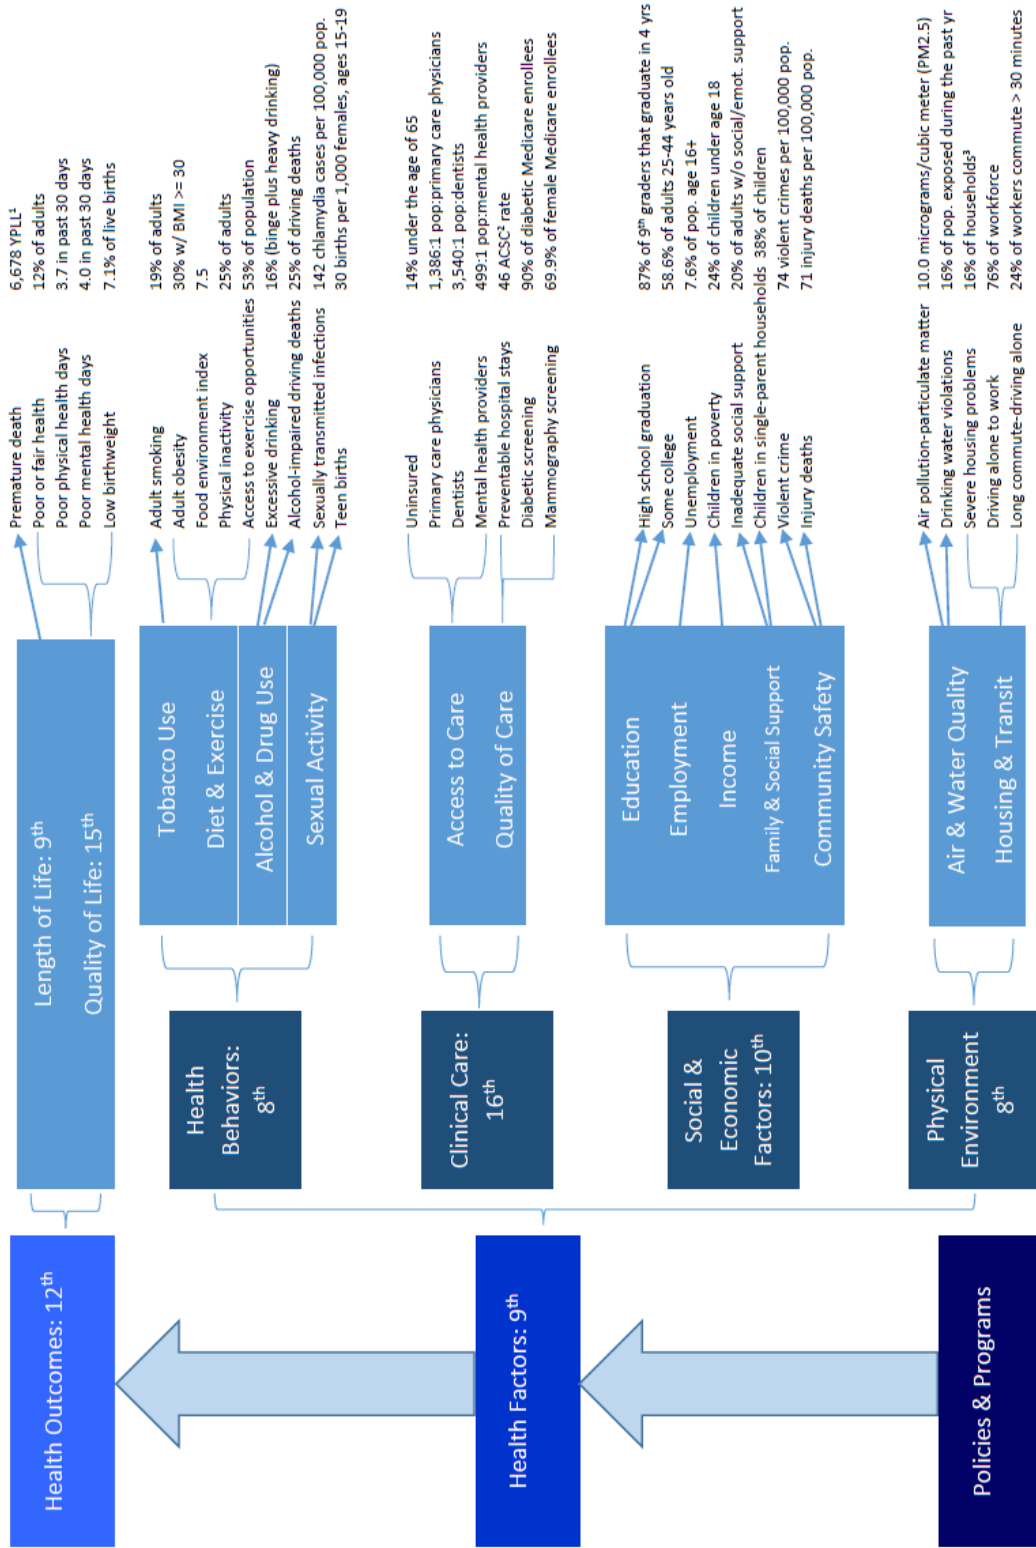 Health Outcomes: 12th
Length of Life: 9th
Quality of Life: 15th
Premature death 6,678 YPLL¹
Poor or fair health 12% of adults
Poor physical health days 3.7 in past 30 days
Poor mental health days 4.0 in past 30 days
Low birthweight 7.1% of live births
Health
Behaviors:
8th
Tobacco Use
Diet & Exercise
Alcohol & Drug Use
Sexual Activity
Adult smoking 19% of adults
Adult obesity 30% w/ BMI >= 30
Food environment index 7.5
Physical inactivity 25% of adults
Access to exercise opportunities 53% of population
Excessive drinking 16% (binge plus heavy drinking)
Alcohol-impaired driving deaths 25% of driving deaths
Sexually transmitted infections 142 chlamydia cases per 100,000 pop.
Teen births 30 births per 1,000 females, ages 15-19
Health Factors: 9th
Clinical Care:
16th
Access to Care
Quality of Care
Uninsured 14% under the age of 65
Primary care physicians 1,386:1 pop:primary care physicians
Dentists 3,540:1 pop:dentists
Mental health providers 499:1 pop:mental health providers
Preventable hospital stays 46 ACSC² rate
Diabetic screening 90% of diabetic Medicare enrollees
Mammography screening 69.9% of female Medicare enrollees
Social &
Economic
Factors: 10th
Education
Employment
Income
Family & Social Support
Community Safety
High school graduation 87% of 9th graders that graduate in 4 yrs
Some college 58.6% of adults 25-44 years old
Unemployment 7.6% of pop. age 16+
Children in poverty 24% of children under age 18
Inadequate social support 20% of adults w/o social/emot. support
Children in single-parent households 38% of children
Violent crime 74 violent crimes per 100,000 pop.
Injury deaths 71 injury deaths per 100,000 pop.
Policies & Programs
Physical
Environment
8th
Air & Water Quality
Housing & Transit
Air pollution-particulate matter 10.0 micrograms/cubic meter (PM2.5)
Drinking water violations 16% of pop. exposed during the past yr
Severe housing problems 16% of households³
Driving alone to work 76% of workforce
Long commute-driving alone 24% of workers commute > 30 minutes